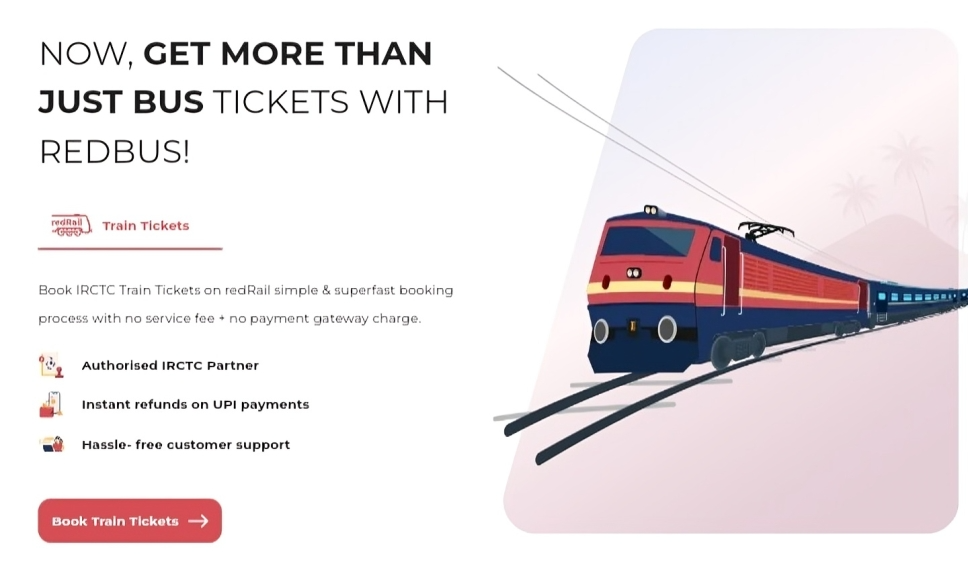 NOW, GET MORE THAN
JUST BUS TICKETS WITH
REDBUS!
redRail
Train Tickets
Book IRCTC Train Tickets on redRail simple & superfast booking
process with no service fee + no payment gateway charge.
Authorised IRCTC Partner
Instant refunds on UPI payments
Hassle- free customer support
Book Train Tickets